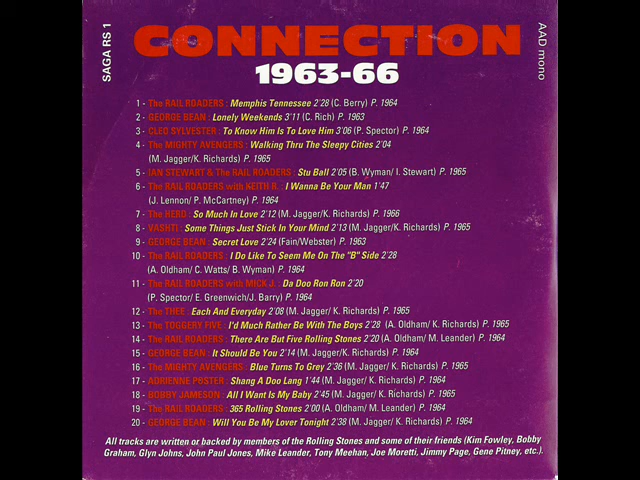 SAGA RS 1
CONNECTION
AAD mono
1963-66
1 - The RAIL ROADERS : Memphis Tennessee 2'28 (C. Berry) P. 1964
2 - GEORGE BEAN : Lonely Weekends 3'11 (C. Rich) P. 1963
3 - CLEO SYLVESTER : To Know Him Is To Love Him 3'06 (P. Spector) P. 1964
4 - The MIGHTY AVENGERS : Walking Thru The Sleepy Cities 2'04
(M. Jagger/K. Richards) P. 1965
5 - IAN STEWART & The RAIL ROADERS : Stu Ball 2'05 (B. Wyman/ I. Stewart) P. 1965
6 - The RAIL ROADERS with KEITH R. : I Wanna Be Your Man 1'47
(J. Lennon/ P. McCartney) P. 1964
7 - The HERD : So Much In Love 2'12 (M. Jagger/K. Richards) P. 1966
8 - VASHTI : Some Things Just Stick In Your Mind 2'13 (M. Jagger/K. Richards) P. 1965
9 - GEORGE BEAN : Secret Love 2'24 (Fain/Webster) P. 1963
10 - The RAIL ROADERS : I Do Like To Seem Me On The "B" Side 2'28
(A. Oldham/ C. Watts/ B. Wyman) P. 1964
11 - The RAIL ROADERS with MICK J. : Da Doo Ron Ron 2'20
(P. Spector/ E. Greenwich/J. Barry) P. 1964
12 - The THEE : Each And Everyday 2'08 (M. Jagger/ K. Richards) P. 1965
13 - The TOGGERY FIVE : I'd Much Rather Be With The Boys 2'28 (A. Oldham/ K. Richards) P. 1965
14 - The RAIL ROADERS : There Are But Five Rolling Stones 2'20 (A. Oldham/ M. Leander) P. 1964
15 - GEORGE BEAN : It Should Be You 2'14 (M. Jagger/K. Richards) P. 1964
16 - The MIGHTY AVENGERS : Blue Turns To Grey 2'36 (M. Jagger/ K. Richards) P. 1965
17 - ADRIENNE POSTER : Shang A Doo Lang 1'44 (M. Jagger/K. Richards) P. 1964
18 - BOBBY JAMESON : All I Want Is My Baby 2'45 (M. Jagger/ K. Richards) P. 1965
19 - The RAIL ROADERS : 365 Rolling Stones 2'00 (A. Oldham/ M. Leander) P. 1964
20 - GEORGE BEAN : Will You Be My Lover Tonight 2'38 (M. Jagger/ K. Richards) P. 1964
All tracks are written or backed by members of the Rolling Stones and some of their friends (Kim Fowley, Bobby
Graham, Glyn Johns, John Paul Jones, Mike Leander, Tony Meehan, Joe Moretti, Jimmy Page, Gene Pitney, etc.).